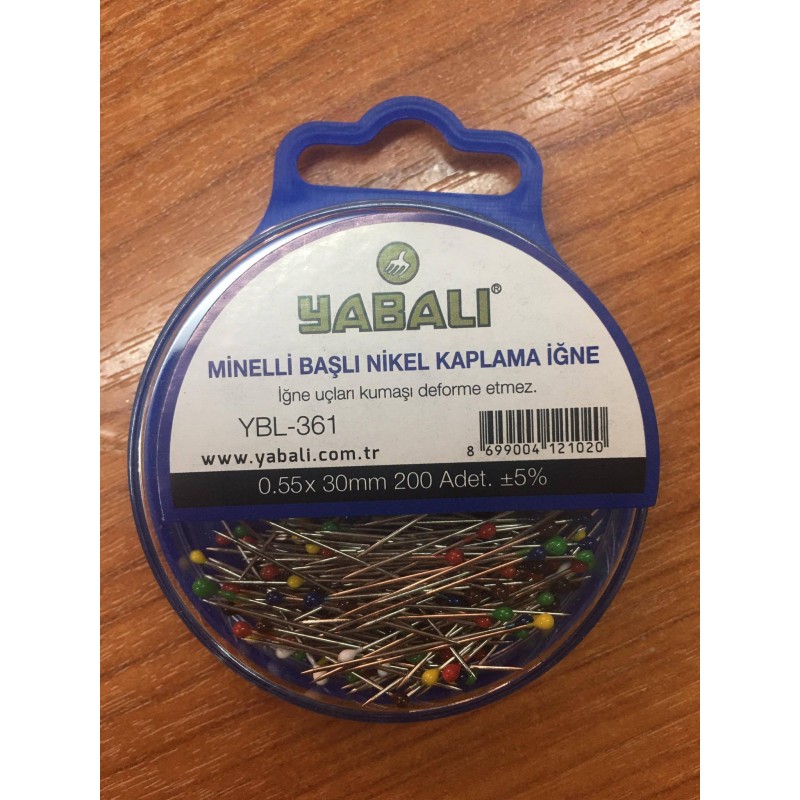 YABALI®
MİNELLİ BAŞLI NİKEL KAPLAMA İĞNE
İğne uçları kumaşı deforme etmez.
YBL-361
www.yabali.com.tr
8 699004 121020
0.55x 30mm 200 Adet. ±5%